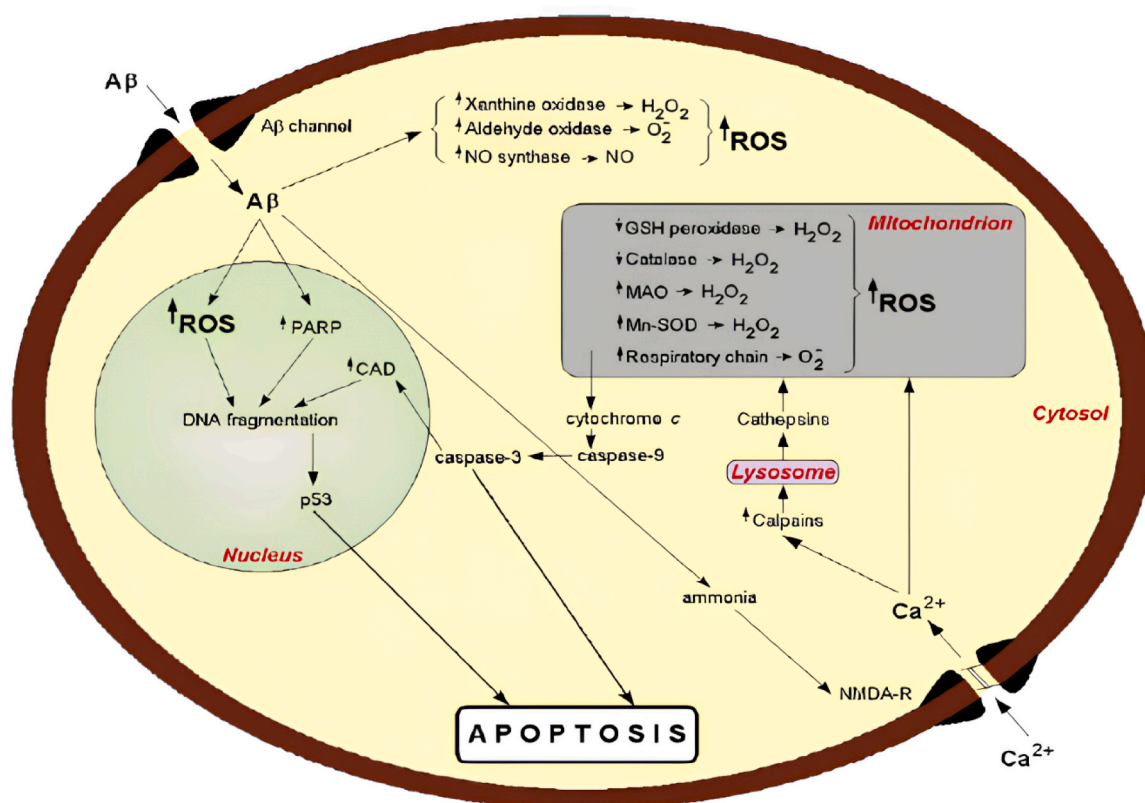 Aβ
Aβ channel
Aβ
Xanthine oxidase → H₂O₂
Aldehyde oxidase → O₂⁻
NO synthase → NO
ROS
Mitochondrion
GSH peroxidase → H₂O₂
Catalase → H₂O₂
MAO → H₂O₂
Mn-SOD → H₂O₂
Respiratory chain → O₂⁻
ROS
ROS
PARP
CAD
DNA fragmentation
p53
Nucleus
cytochrome c
caspase-9
caspase-3
Cathepsins
Lysosome
Calpains
Cytosol
ammonia
Ca²⁺
NMDA-R
Ca²⁺
APOPTOSIS